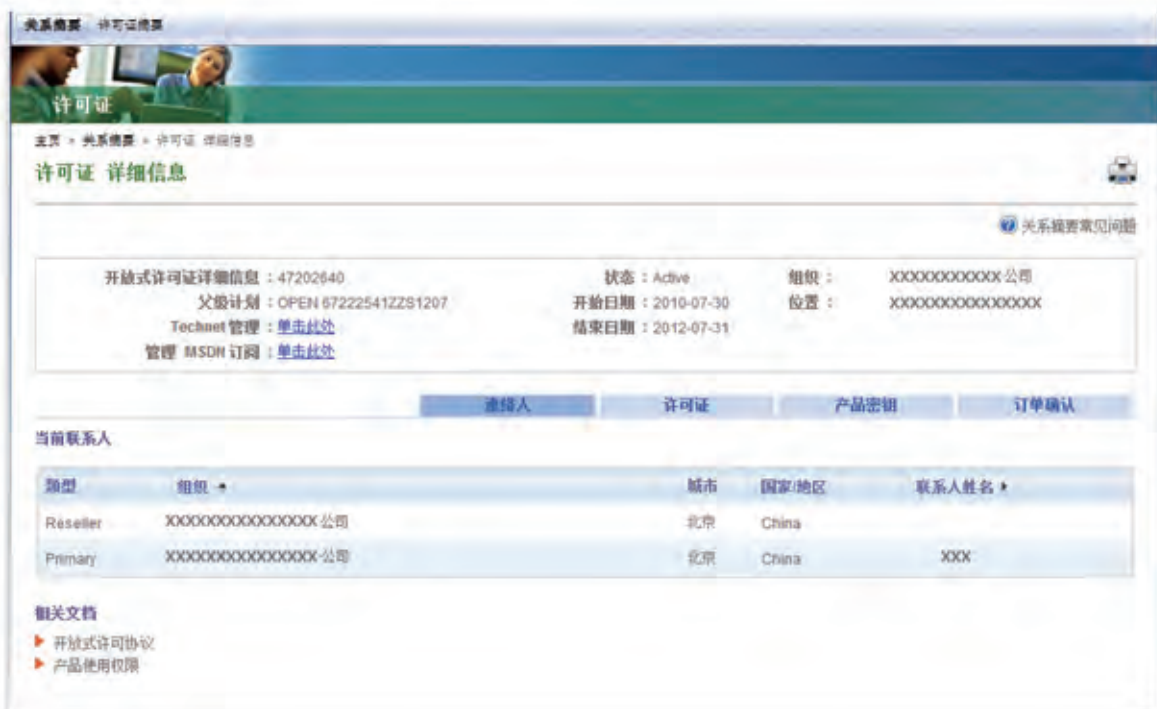 关系摘要 许可证摘要
许可证
主页 > 关系摘要 > 许可证 详细信息
许可证 详细信息
关系摘要常见问题
开放式许可证详细信息：47202640 状态：Active 组织： XXXXXXXXXXX 公司
父级计划：OPEN 67222541ZZS1207 开始日期：2010-07-30 位置： XXXXXXXXXXXXXXX
Technet 管理：单击此处 结束日期：2012-07-31
管理 MSDN 订阅：单击此处
连络人 许可证 产品密钥 订单确认
当前联系人
类型 组织 城市 国家/地区 联系人姓名
Reseller XXXXXXXXXXXXXXX 公司 北京 China
Primary XXXXXXXXXXXXXXX 公司 北京 China XXX
相关文档
开放式许可协议
产品使用权限